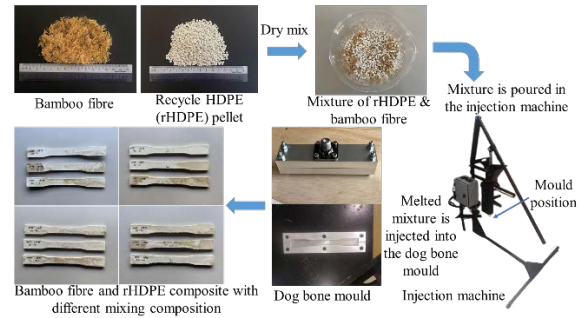 Dry mix
Bamboo fibre
Recycle HDPE
(rHDPE) pellet
Mixture of rHDPE &
bamboo fibre
Mixture is poured in
the injection machine
Mould
position
Melted
mixture is
injected into
the dog bone
mould
Injection machine
Dog bone mould
Bamboo fibre and rHDPE composite with
different mixing composition